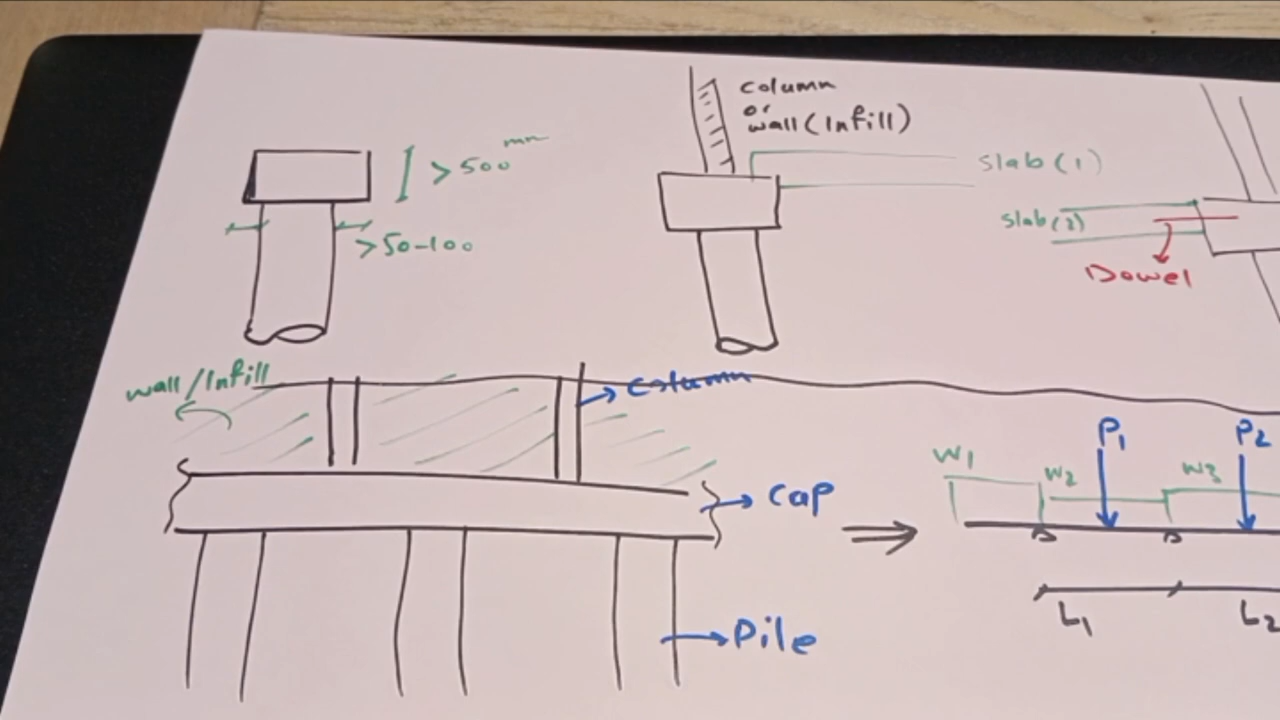 column
or
wall (Infill)
> 500 mm
> 50-100
slab (1)
slab (2)
Dowel
wall/Infill
Column
Cap
Pile
P1
P2
W1
W2
W3
L1
L2